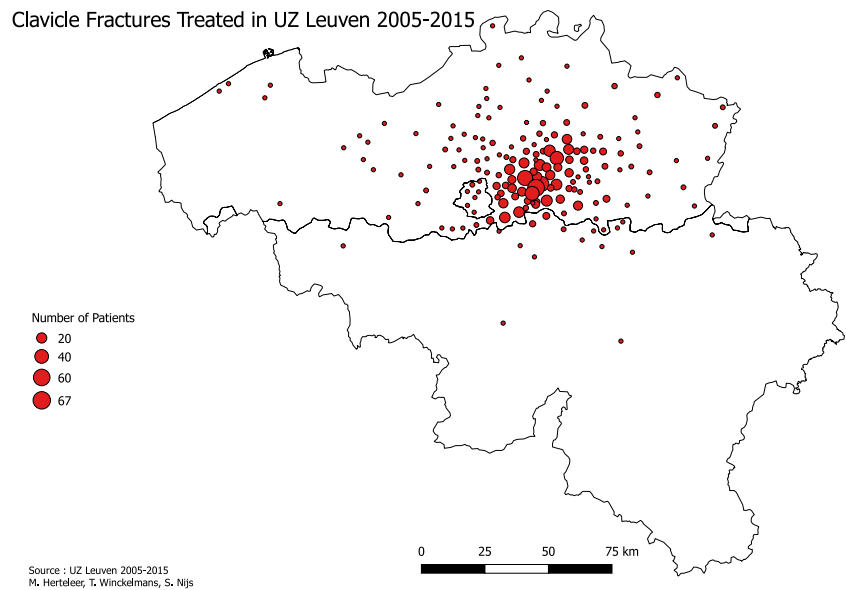 Clavicle Fractures Treated in UZ Leuven 2005-2015
Number of Patients
20
40
60
67
0 25 50 75 km
Source : UZ Leuven 2005-2015
M. Herteleer, T. Winckelmans, S. Nijs